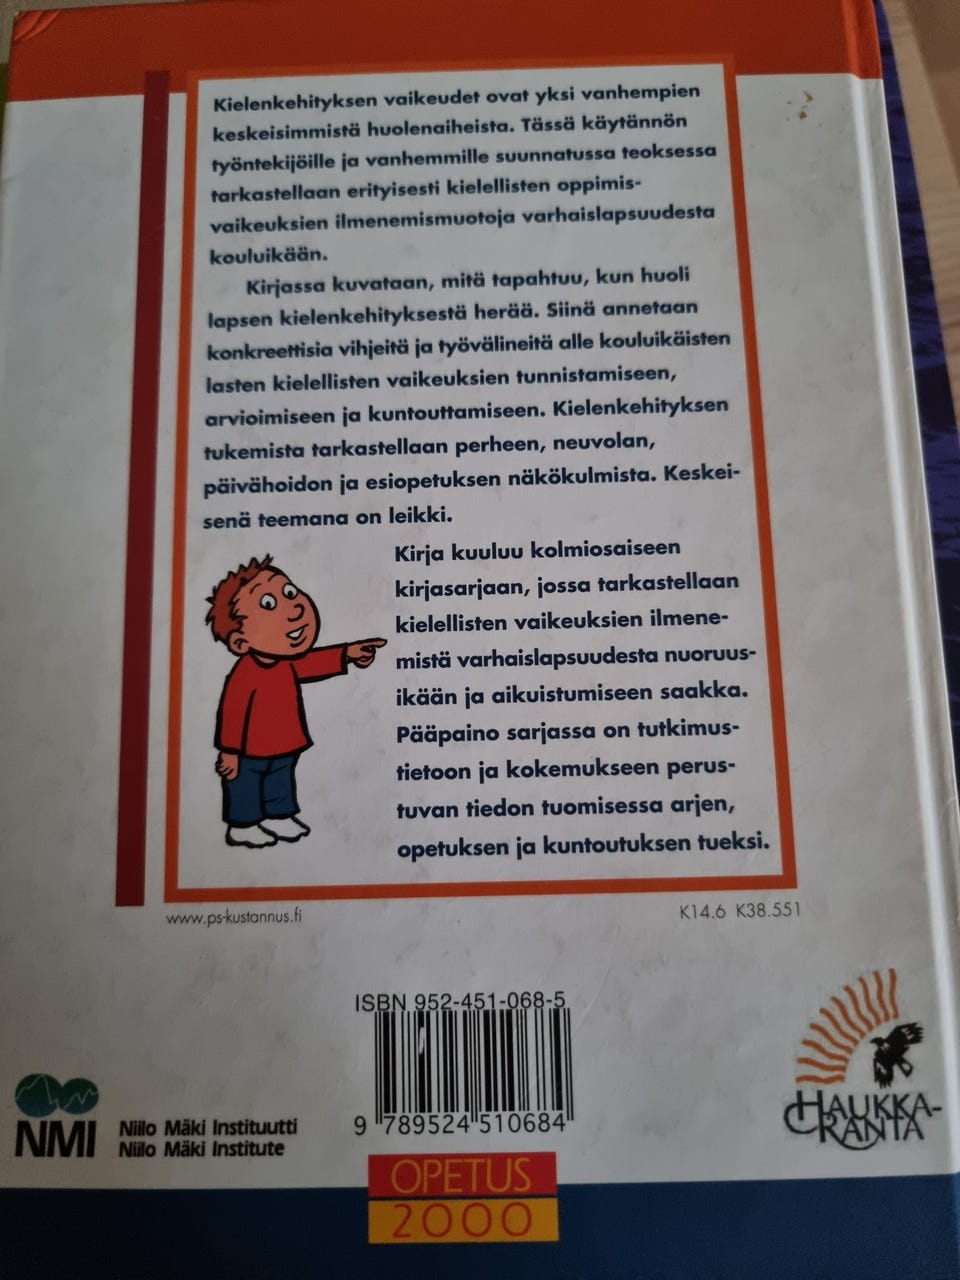 Kielenkehityksen vaikeudet ovat yksi vanhempien
keskeisimmistä huolenaiheista. Tässä käytännön
työntekijöille ja vanhemmille suunnatussa teoksessa
tarkastellaan erityisesti kielellisten oppimis-
vaikeuksien ilmenemismuotoja varhaislapsuudesta
kouluikään.
Kirjassa kuvataan, mitä tapahtuu, kun huoli
lapsen kielenkehityksestä herää. Siinä annetaan
konkreettisia vihjeitä ja työvälineitä alle kouluikäisten
lasten kielellisten vaikeuksien tunnistamiseen,
arvioimiseen ja kuntouttamiseen. Kielenkehityksen
tukemista tarkastellaan perheen, neuvolan,
päivähoidon ja esiopetuksen näkökulmista. Keskei-
senä teemana on leikki.
Kirja kuuluu kolmiosaiseen
kirjasarjaan, jossa tarkastellaan
kielellisten vaikeuksien ilmene-
mistä varhaislapsuudesta nuoruus-
ikään ja aikuistumiseen saakka.
Pääpaino sarjassa on tutkimus-
tietoon ja kokemukseen perus-
tuvan tiedon tuomisessa arjen,
opetuksen ja kuntoutuksen tueksi.
www.ps-kustannus.fi
K14.6 K38.551
ISBN 952-451-068-5
9 789524 510684
NMI
Niilo Mäki Instituutti
Niilo Mäki Institute
HAUKKA-
RANTA
OPETUS
2000